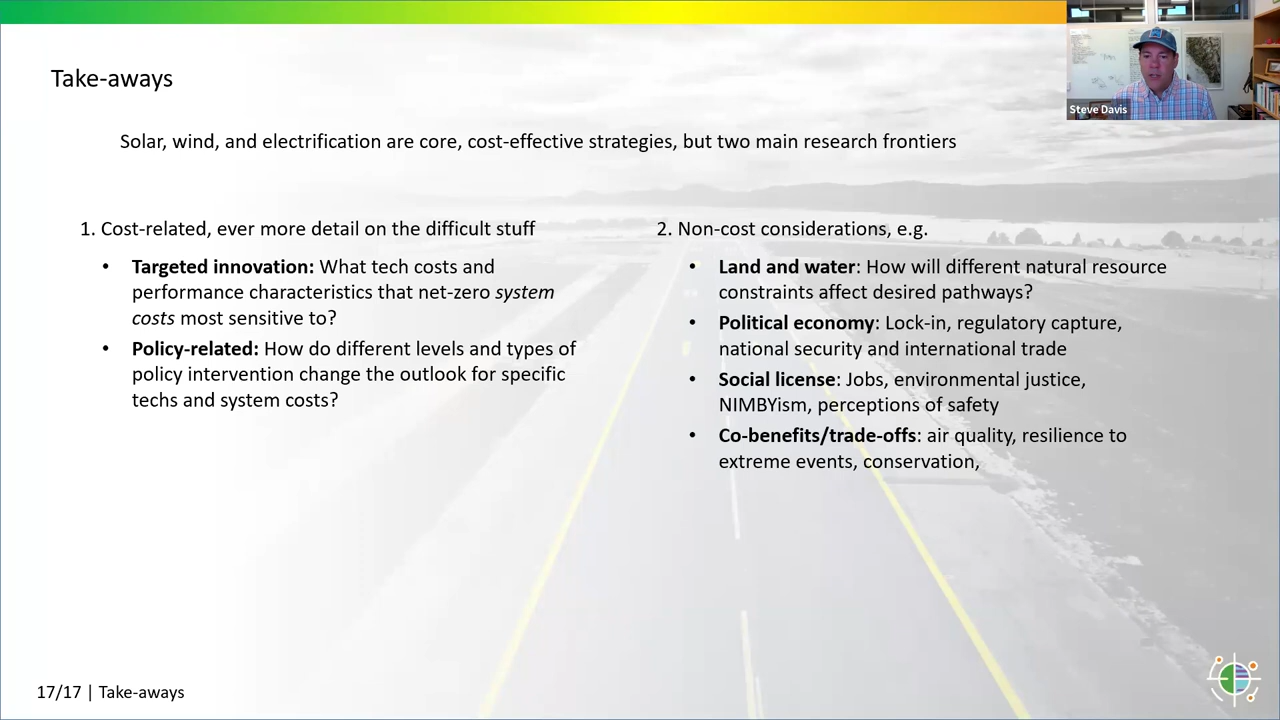 Take-aways
Steve Davis
Solar, wind, and electrification are core, cost-effective strategies, but two main research frontiers
1. Cost-related, ever more detail on the difficult stuff
• Targeted innovation: What tech costs and
performance characteristics that net-zero system
costs most sensitive to?
• Policy-related: How do different levels and types of
policy intervention change the outlook for specific
techs and system costs?
2. Non-cost considerations, e.g.
• Land and water: How will different natural resource
constraints affect desired pathways?
• Political economy: Lock-in, regulatory capture,
national security and international trade
• Social license: Jobs, environmental justice,
NIMBYism, perceptions of safety
• Co-benefits/trade-offs: air quality, resilience to
extreme events, conservation,
17/17 | Take-aways